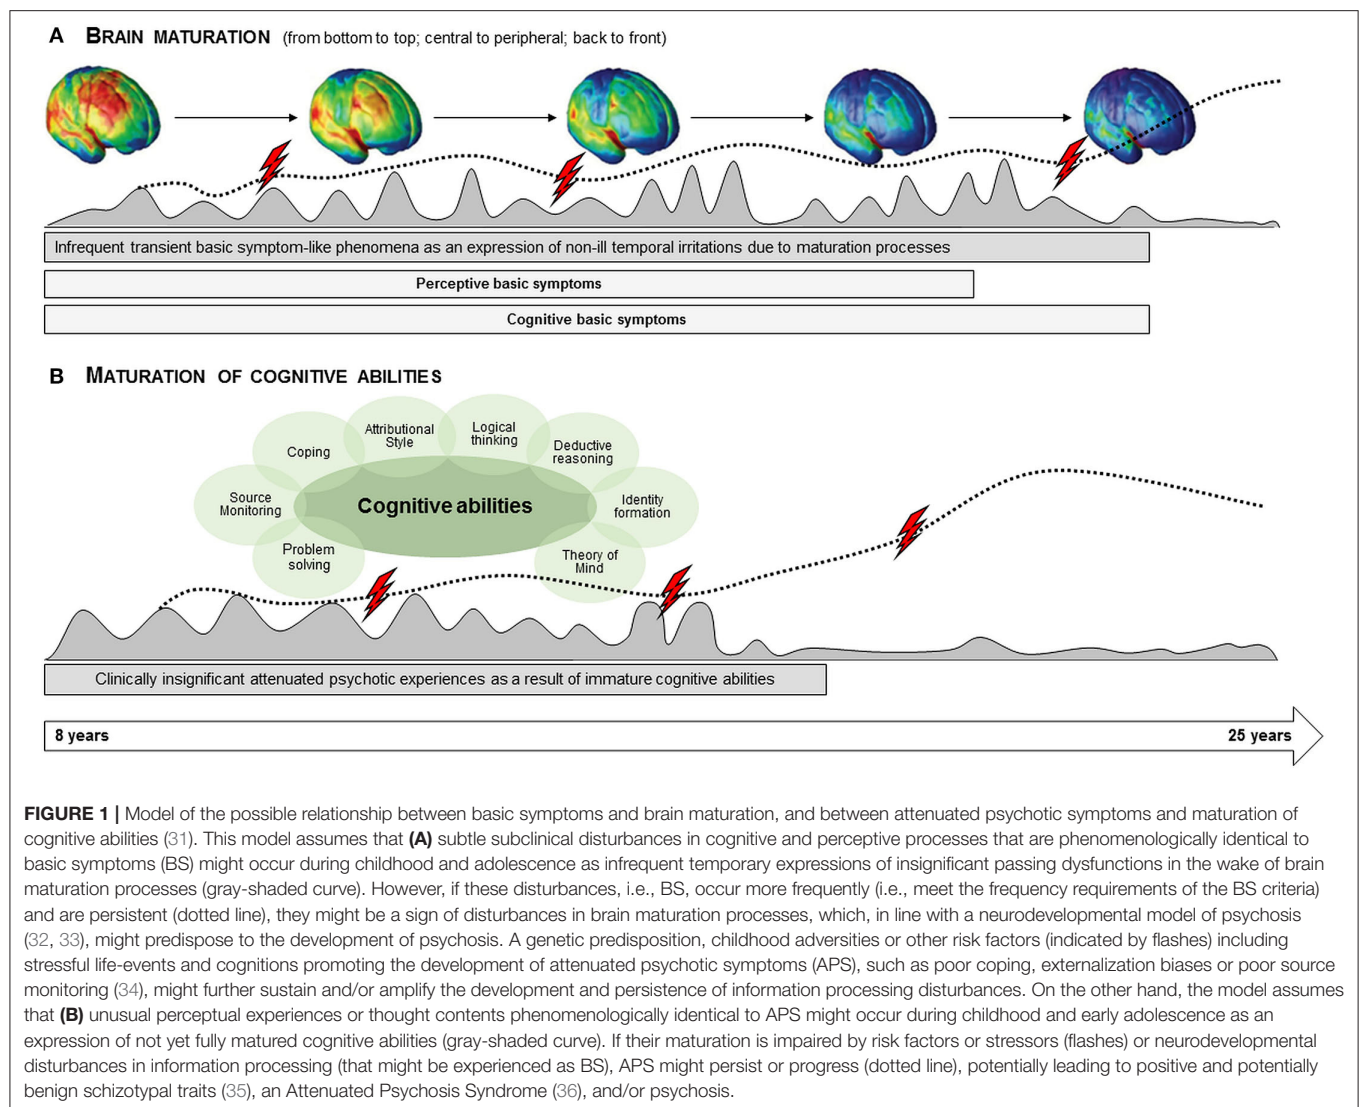 A BRAIN MATURATION (from bottom to top; central to peripheral; back to front)
Infrequent transient basic symptom-like phenomena as an expression of non-ill temporal irritations due to maturation processes
Perceptive basic symptoms
Cognitive basic symptoms
B MATURATION OF COGNITIVE ABILITIES
Attributional
Style
Logical
thinking
Coping
Deductive
reasoning
Source
Monitoring
Cognitive abilities
Identity
formation
Problem
solving
Theory of
Mind
Clinically insignificant attenuated psychotic experiences as a result of immature cognitive abilities
8 years
25 years
FIGURE 1 | Model of the possible relationship between basic symptoms and brain maturation, and between attenuated psychotic symptoms and maturation of
cognitive abilities (31). This model assumes that (A) subtle subclinical disturbances in cognitive and perceptive processes that are phenomenologically identical to
basic symptoms (BS) might occur during childhood and adolescence as infrequent temporary expressions of insignificant passing dysfunctions in the wake of brain
maturation processes (gray-shaded curve). However, if these disturbances, i.e., BS, occur more frequently (i.e., meet the frequency requirements of the BS criteria)
and are persistent (dotted line), they might be a sign of disturbances in brain maturation processes, which, in line with a neurodevelopmental model of psychosis
(32, 33), might predispose to the development of psychosis. A genetic predisposition, childhood adversities or other risk factors (indicated by flashes) including
stressful life-events and cognitions promoting the development of attenuated psychotic symptoms (APS), such as poor coping, externalization biases or poor source
monitoring (34), might further sustain and/or amplify the development and persistence of information processing disturbances. On the other hand, the model assumes
that (B) unusual perceptual experiences or thought contents phenomenologically identical to APS might occur during childhood and early adolescence as an
expression of not yet fully matured cognitive abilities (gray-shaded curve). If their maturation is impaired by risk factors or stressors (flashes) or neurodevelopmental
disturbances in information processing (that might be experienced as BS), APS might persist or progress (dotted line), potentially leading to positive and potentially
benign schizotypal traits (35), an Attenuated Psychosis Syndrome (36), and/or psychosis.